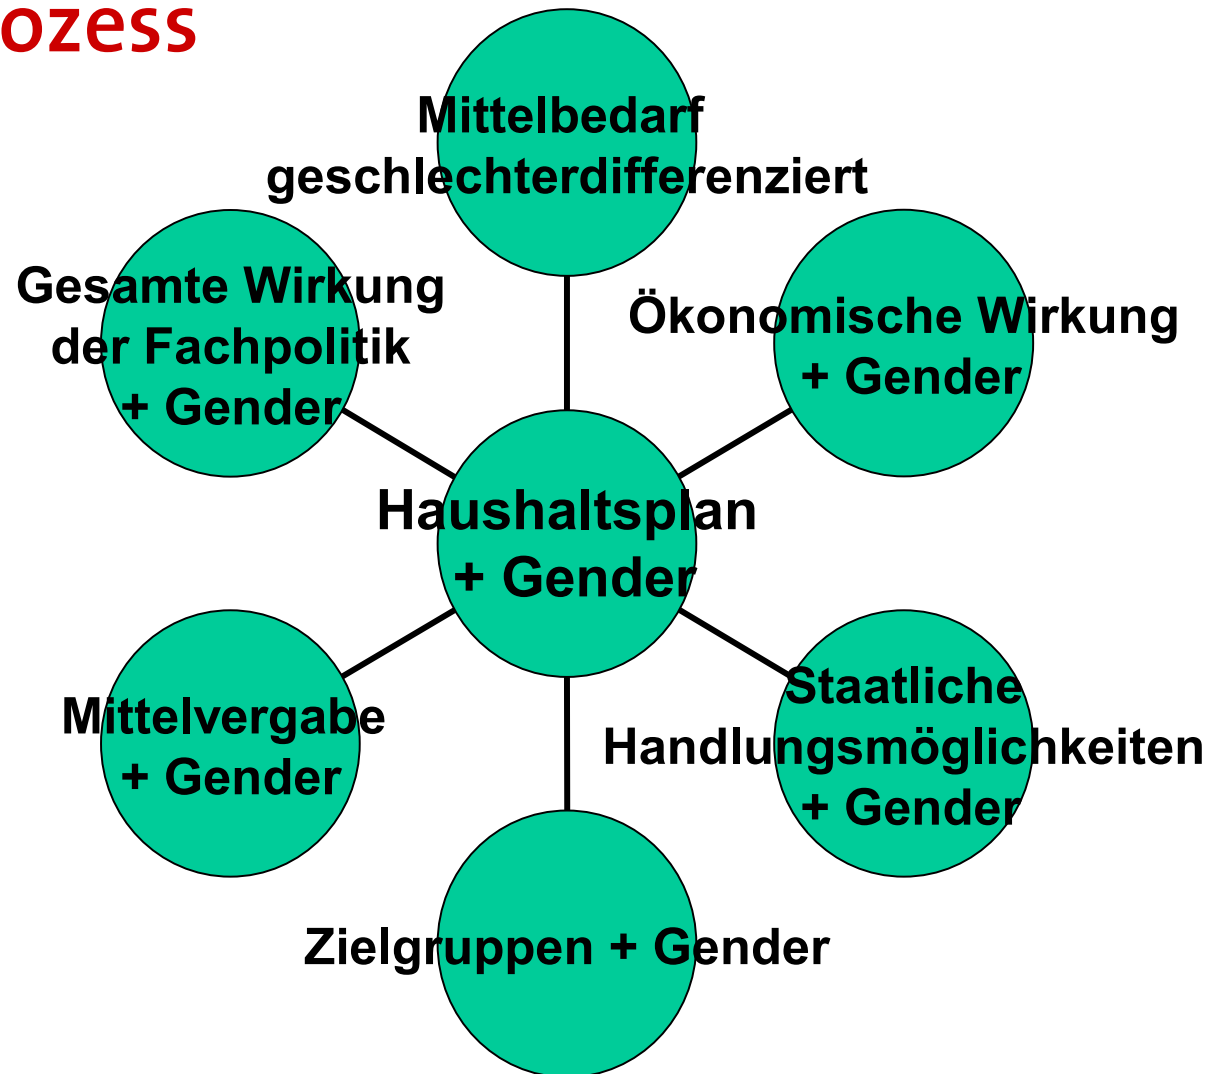 ozess
Mittelbedarf
geschlechterdifferenziert
Gesamte Wirkung
der Fachpolitik
+ Gender
Ökonomische Wirkung
+ Gender
Haushaltsplan
+ Gender
Mittelvergabe
+ Gender
Staatliche
Handlungsmöglichkeiten
+ Gender
Zielgruppen + Gender